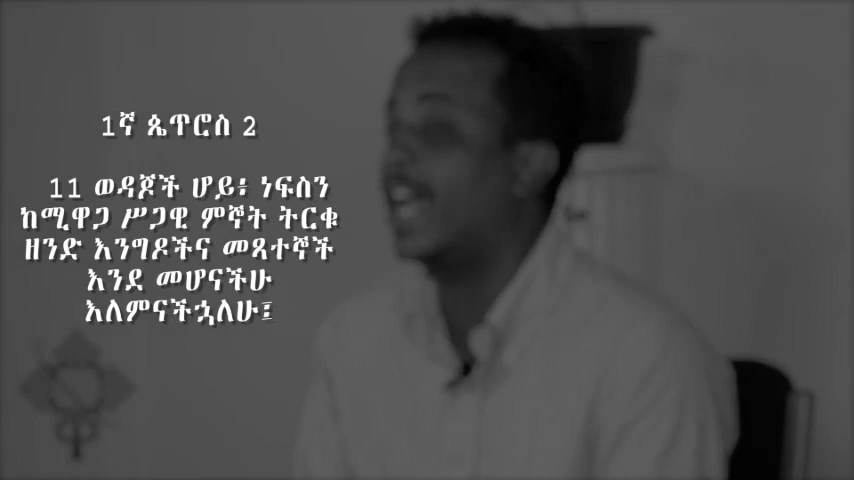 1ኛ ጴጥሮስ 2
11 ወዳጆች ሆይ፥ ነፍስን
ከሚዋጋ ሥጋዊ ምኞት ትርቁ
ዘንድ እንግዶችና መጻተኞች
እንደ መሆናችሁ
እለምናችኋለሁ፤